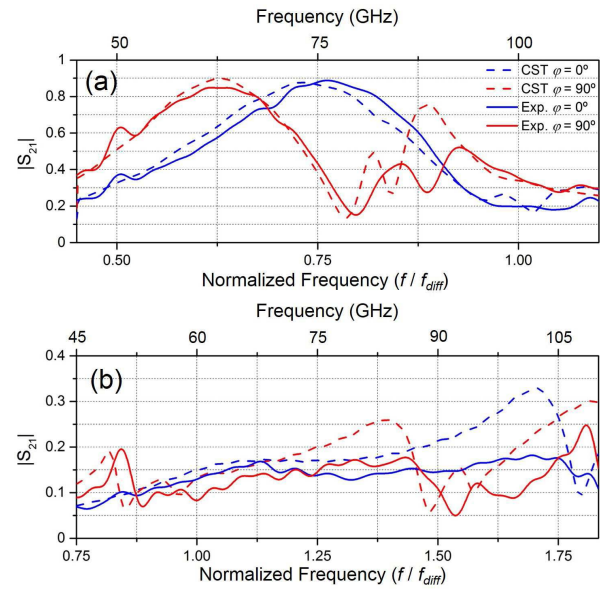 Frequency (GHz)
50 75 100
(a)
CST φ = 0º
CST φ = 90º
Exp. φ = 0º
Exp. φ = 90º
|S21|
1
0.8
0.6
0.4
0.2
0
0.50 0.75 1.00
Normalized Frequency (f / fdiff)
Frequency (GHz)
45 60 75 90 105
(b)
|S21|
0.4
0.3
0.2
0.1
0
0.75 1.00 1.25 1.50 1.75
Normalized Frequency (f / fdiff)